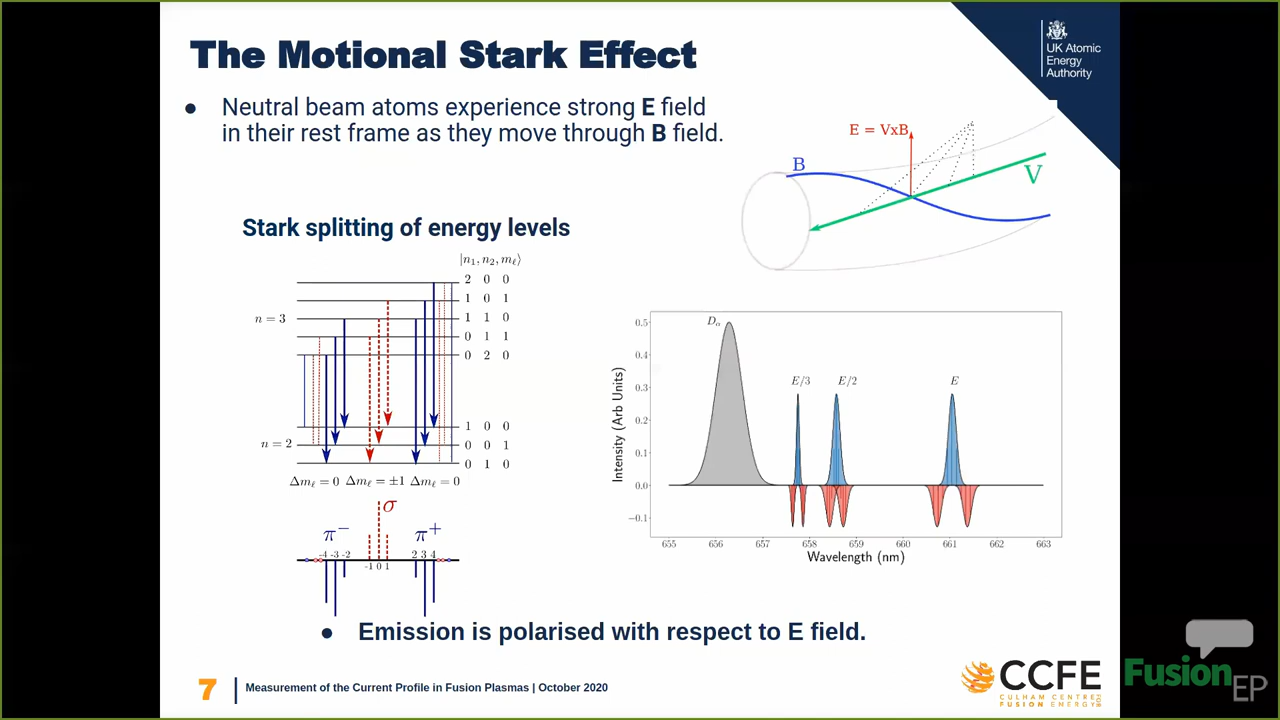 The Motional Stark Effect
UK Atomic
Energy
Authority
● Neutral beam atoms experience strong E field
in their rest frame as they move through B field.
E = VxB
B
V
Stark splitting of energy levels
|n₁, n₂, mℓ⟩
2 0 0
1 0 1
n = 3
1 1 0
0 1 1
0 2 0
1 0 0
n = 2
0 0 1
0 1 0
Δmℓ = 0 Δmℓ = ±1 Δmℓ = 0
σ
π⁻ π⁺
-4 -3 -2 2 3 4
-1 0 1
Dα
E/3 E/2 E
0.5
0.4
0.3
0.2
0.1
0.0
−0.1
Intensity (Arb Units)
655 656 657 658 659 660 661 662 663
Wavelength (nm)
● Emission is polarised with respect to E field.
7
Measurement of the Current Profile in Fusion Plasmas | October 2020
CCFE
CULHAM CENTRE
FOR
FUSION ENERGY
Fusion
EP